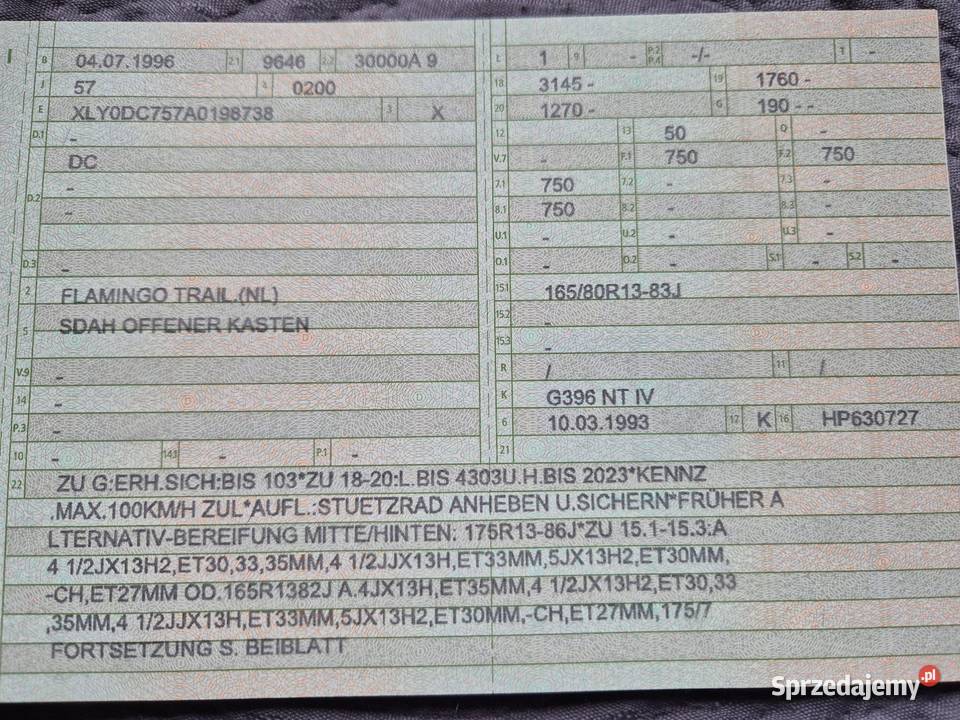 I
B 04.07.1996 2.1 9646 2.2 30000A 9
J 57 4 0200
E XLY0DC757A0198738 3 X
D.1 -
DC
D.2 -
-
D.3 -
2 FLAMINGO TRAIL.(NL)
5 SDAH OFFENER KASTEN
V.9 -
14 -
P.3 -
10 - 14.1 - P.1 -
L 1 9 - P.2 P.4 -/- T -
18 3145 - 19 1760 -
20 1270 - G 190 - -
12 13 50 Q -
V.7 - F.1 750 F.2 750
7.1 750 7.2 - 7.3 -
8.1 750 8.2 - 8.3 -
U.1 - U.2 - U.3 -
O.1 - O.2 - S.1 - S.2 -
15.1 165/80R13-83J
15.2 -
15.3 -
R / 11 /
K G396 NT IV
6 10.03.1993 17 K 16 HP630727
21
22 ZU G:ERH.SICH:BIS 103*ZU 18-20:L.BIS 4303U.H.BIS 2023*KENNZ
.MAX.100KM/H ZUL*AUFL.:STUETZRAD ANHEBEN U.SICHERN*FRÜHER A
LTERNATIV-BEREIFUNG MITTE/HINTEN: 175R13-86J*ZU 15.1-15.3:A
4 1/2JX13H2,ET30,33,35MM,4 1/2JJX13H,ET33MM,5JX13H2,ET30MM,
-CH,ET27MM OD.165R1382J A.4JX13H,ET35MM,4 1/2JX13H2,ET30,33
,35MM,4 1/2JJX13H,ET33MM,5JX13H2,ET30MM,-CH,ET27MM,175/7
FORTSETZUNG S. BEIBLATT
Sprzedajemy.pl